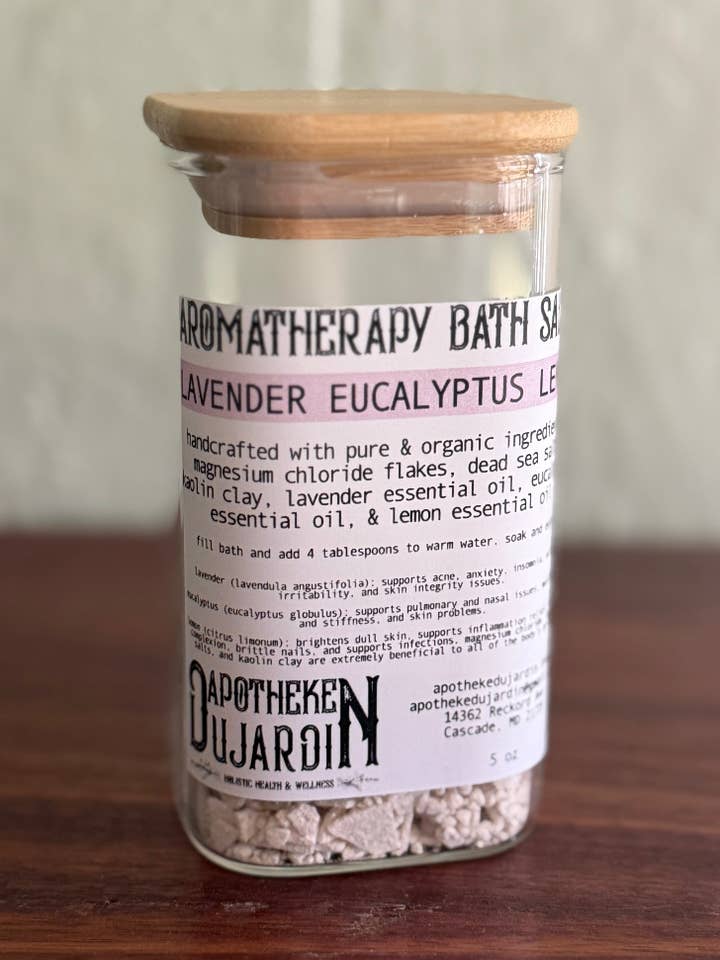 AROMATHERAPY BATH SA
LAVENDER EUCALYPTUS LE
handcrafted with pure & organic ingredie
magnesium chloride flakes, dead sea sa
kaolin clay, lavender essential oil, euca
essential oil, & lemon essential oi
fill bath and add 4 tablespoons to warm water. soak and
lavender (lavendula angustifolia): supports acne, anxiety, insomnia,
irritability, and skin integrity issues.
eucalyptus (eucalyptus globulus): supports pulmonary and nasal issues,
and stiffness, and skin problems.
lemon (citrus limonum): brightens dull skin, supports inflammation
complexion, brittle nails, and supports infections. magnesium chloride
salts, and kaolin clay are extremely beneficial to all of the body's
APOTHEKEN
DUJARDIN
HOLISTIC HEALTH & WELLNESS
apothekedujardin
apothekedujardin
14362 Reckord
Cascade, MD
5 oz